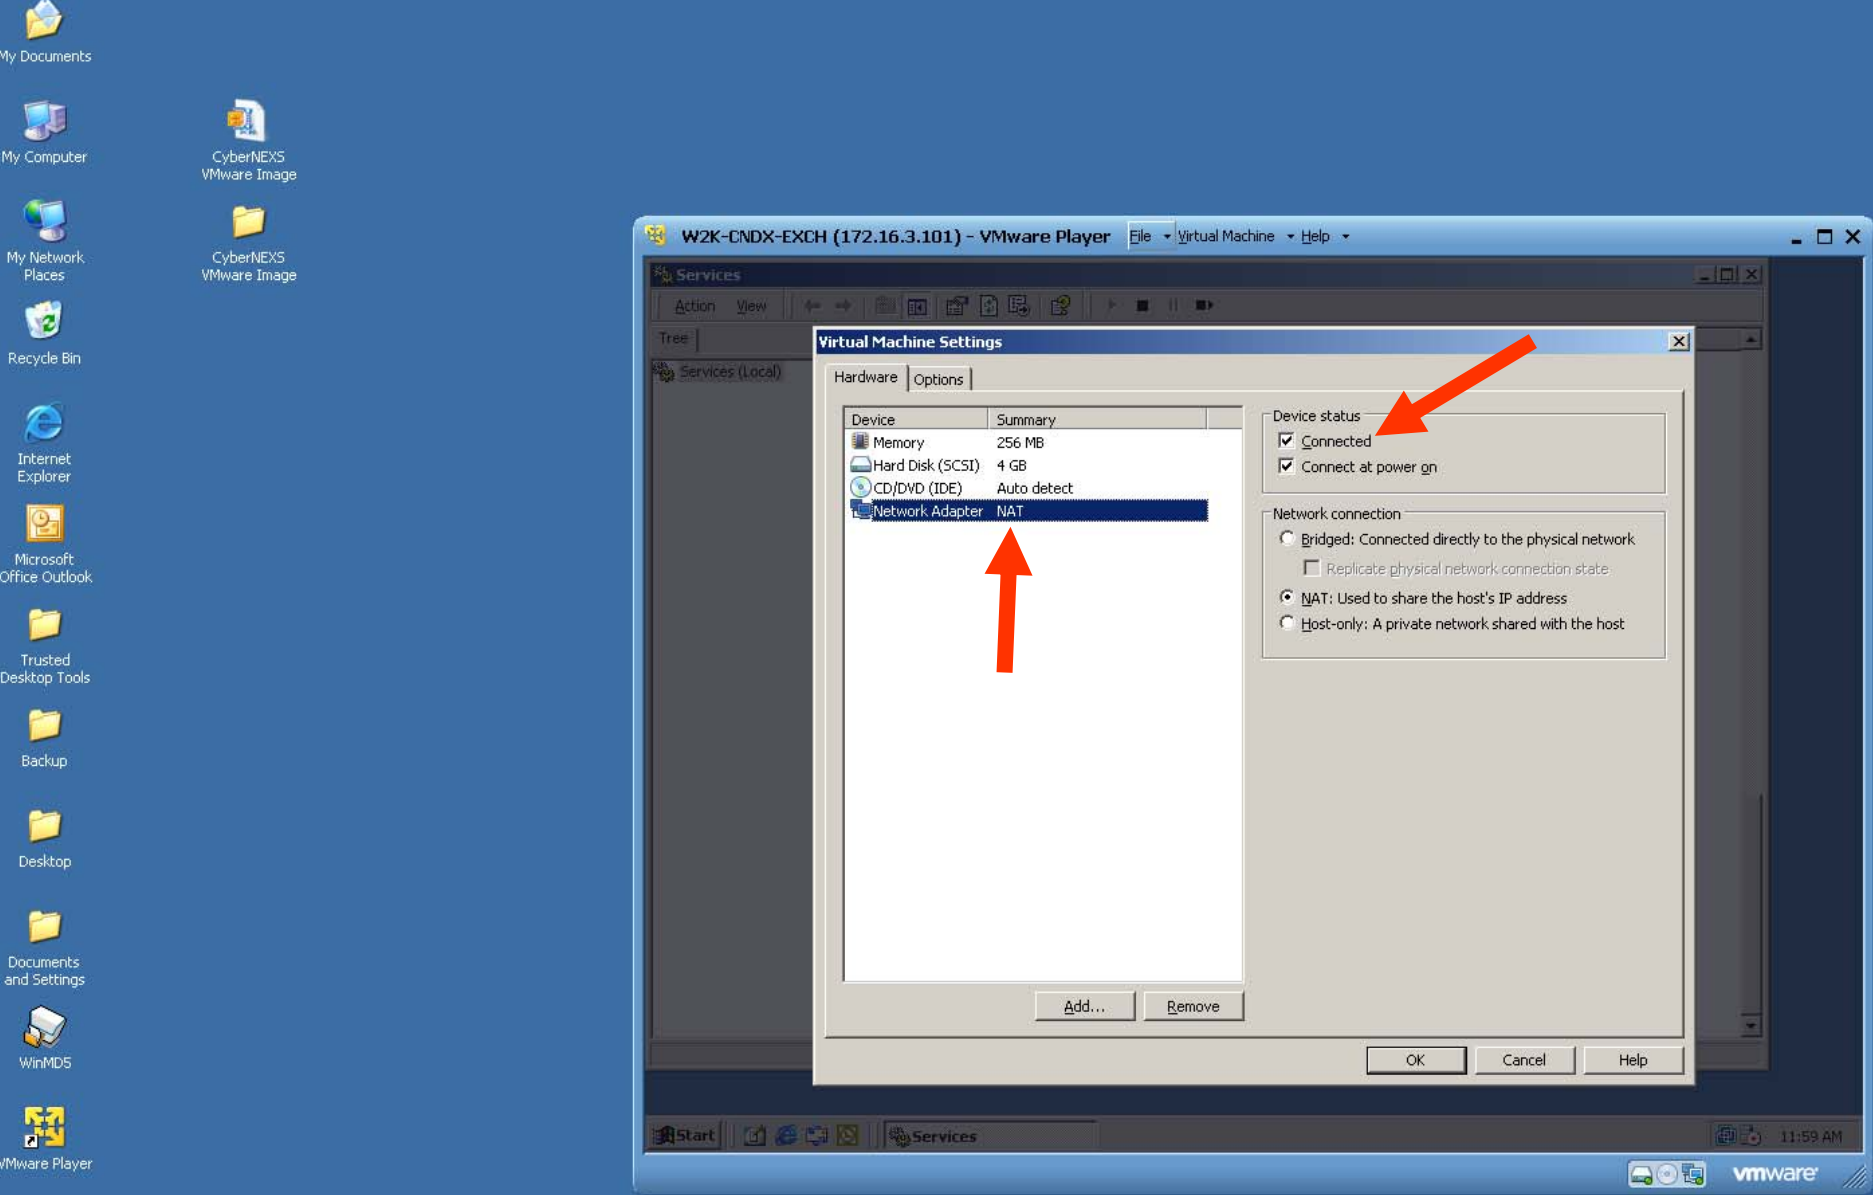 My Documents
My Computer
CyberNEXS
VMware Image
My Network
Places
CyberNEXS
VMware Image
Recycle Bin
Internet
Explorer
Microsoft
Office Outlook
Trusted
Desktop Tools
Backup
Desktop
Documents
and Settings
WinMD5
VMware Player
W2K-CNDX-EXCH (172.16.3.101) - VMware Player File Virtual Machine Help
Services
Action View
Tree
Services (Local)
Virtual Machine Settings
Hardware Options
Device Summary
Memory 256 MB
Hard Disk (SCSI) 4 GB
CD/DVD (IDE) Auto detect
Network Adapter NAT
Device status
Connected
Connect at power on
Network connection
Bridged: Connected directly to the physical network
Replicate physical network connection state
NAT: Used to share the host's IP address
Host-only: A private network shared with the host
Add... Remove
OK Cancel Help
Start Services 11:59 AM
vmware